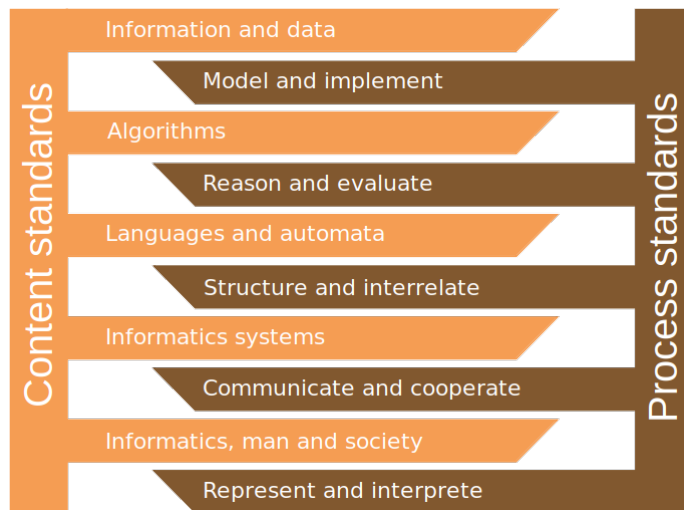 Content standards
Information and data
Model and implement
Algorithms
Reason and evaluate
Languages and automata
Structure and interrelate
Informatics systems
Communicate and cooperate
Informatics, man and society
Represent and interprete
Process standards